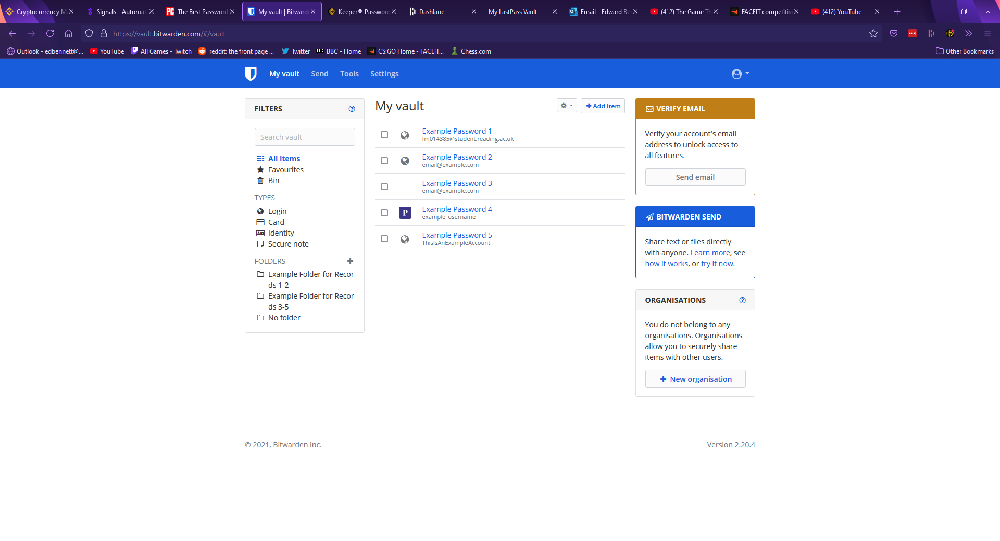 Cryptocurrency M
Signals - Automat
The Best Password
My vault | Bitward
Keeper® Password
Dashlane
My LastPass Vault
Email - Edward Be
(412) The Game Th
FACEIT competitive
(412) YouTube
https://vault.bitwarden.com/#/vault
Outlook - edbennett@...
YouTube
All Games - Twitch
reddit: the front page ...
Twitter
BBC - Home
CS:GO Home - FACEIT...
Chess.com
Other Bookmarks
My vault
Send
Tools
Settings
FILTERS
Search vault
All items
Favourites
Bin
TYPES
Login
Card
Identity
Secure note
FOLDERS
Example Folder for Recor
ds 1-2
Example Folder for Recor
ds 3-5
No folder
My vault
Add item
Example Password 1
fm014385@student.reading.ac.uk
Example Password 2
email@example.com
Example Password 3
email@example.com
P
Example Password 4
example_username
Example Password 5
ThisIsAnExampleAccount
VERIFY EMAIL
Verify your account's email
address to unlock access to
all features.
Send email
BITWARDEN SEND
Share text or files directly
with anyone. Learn more, see
how it works, or try it now.
ORGANISATIONS
You do not belong to any
organisations. Organisations
allow you to securely share
items with other users.
New organisation
© 2021, Bitwarden Inc.
Version 2.20.4